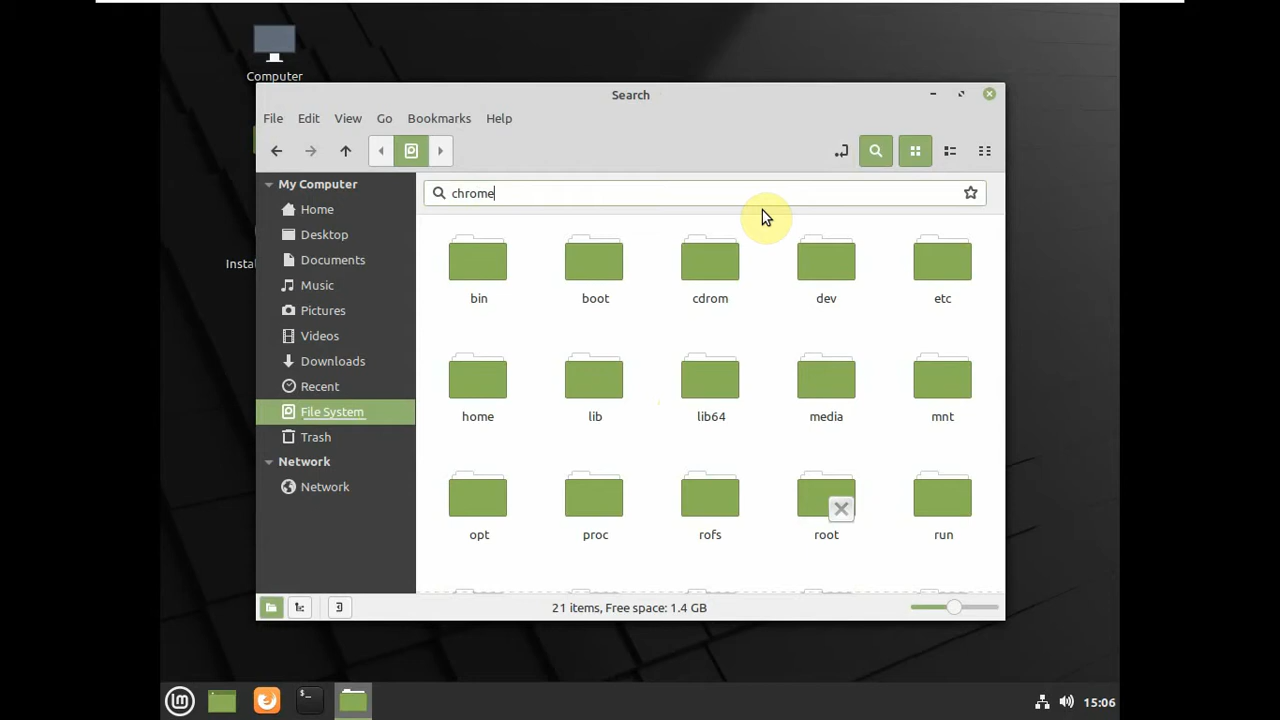 Computer
Search
File Edit View Go Bookmarks Help
My Computer
chrome
Home
Desktop
Instal
Documents
Music
bin boot cdrom dev etc
Pictures
Videos
Downloads
Recent
File System
home lib lib64 media mnt
Trash
Network
Network
opt proc rofs root run
21 items, Free space: 1.4 GB
lm
$_
15:06